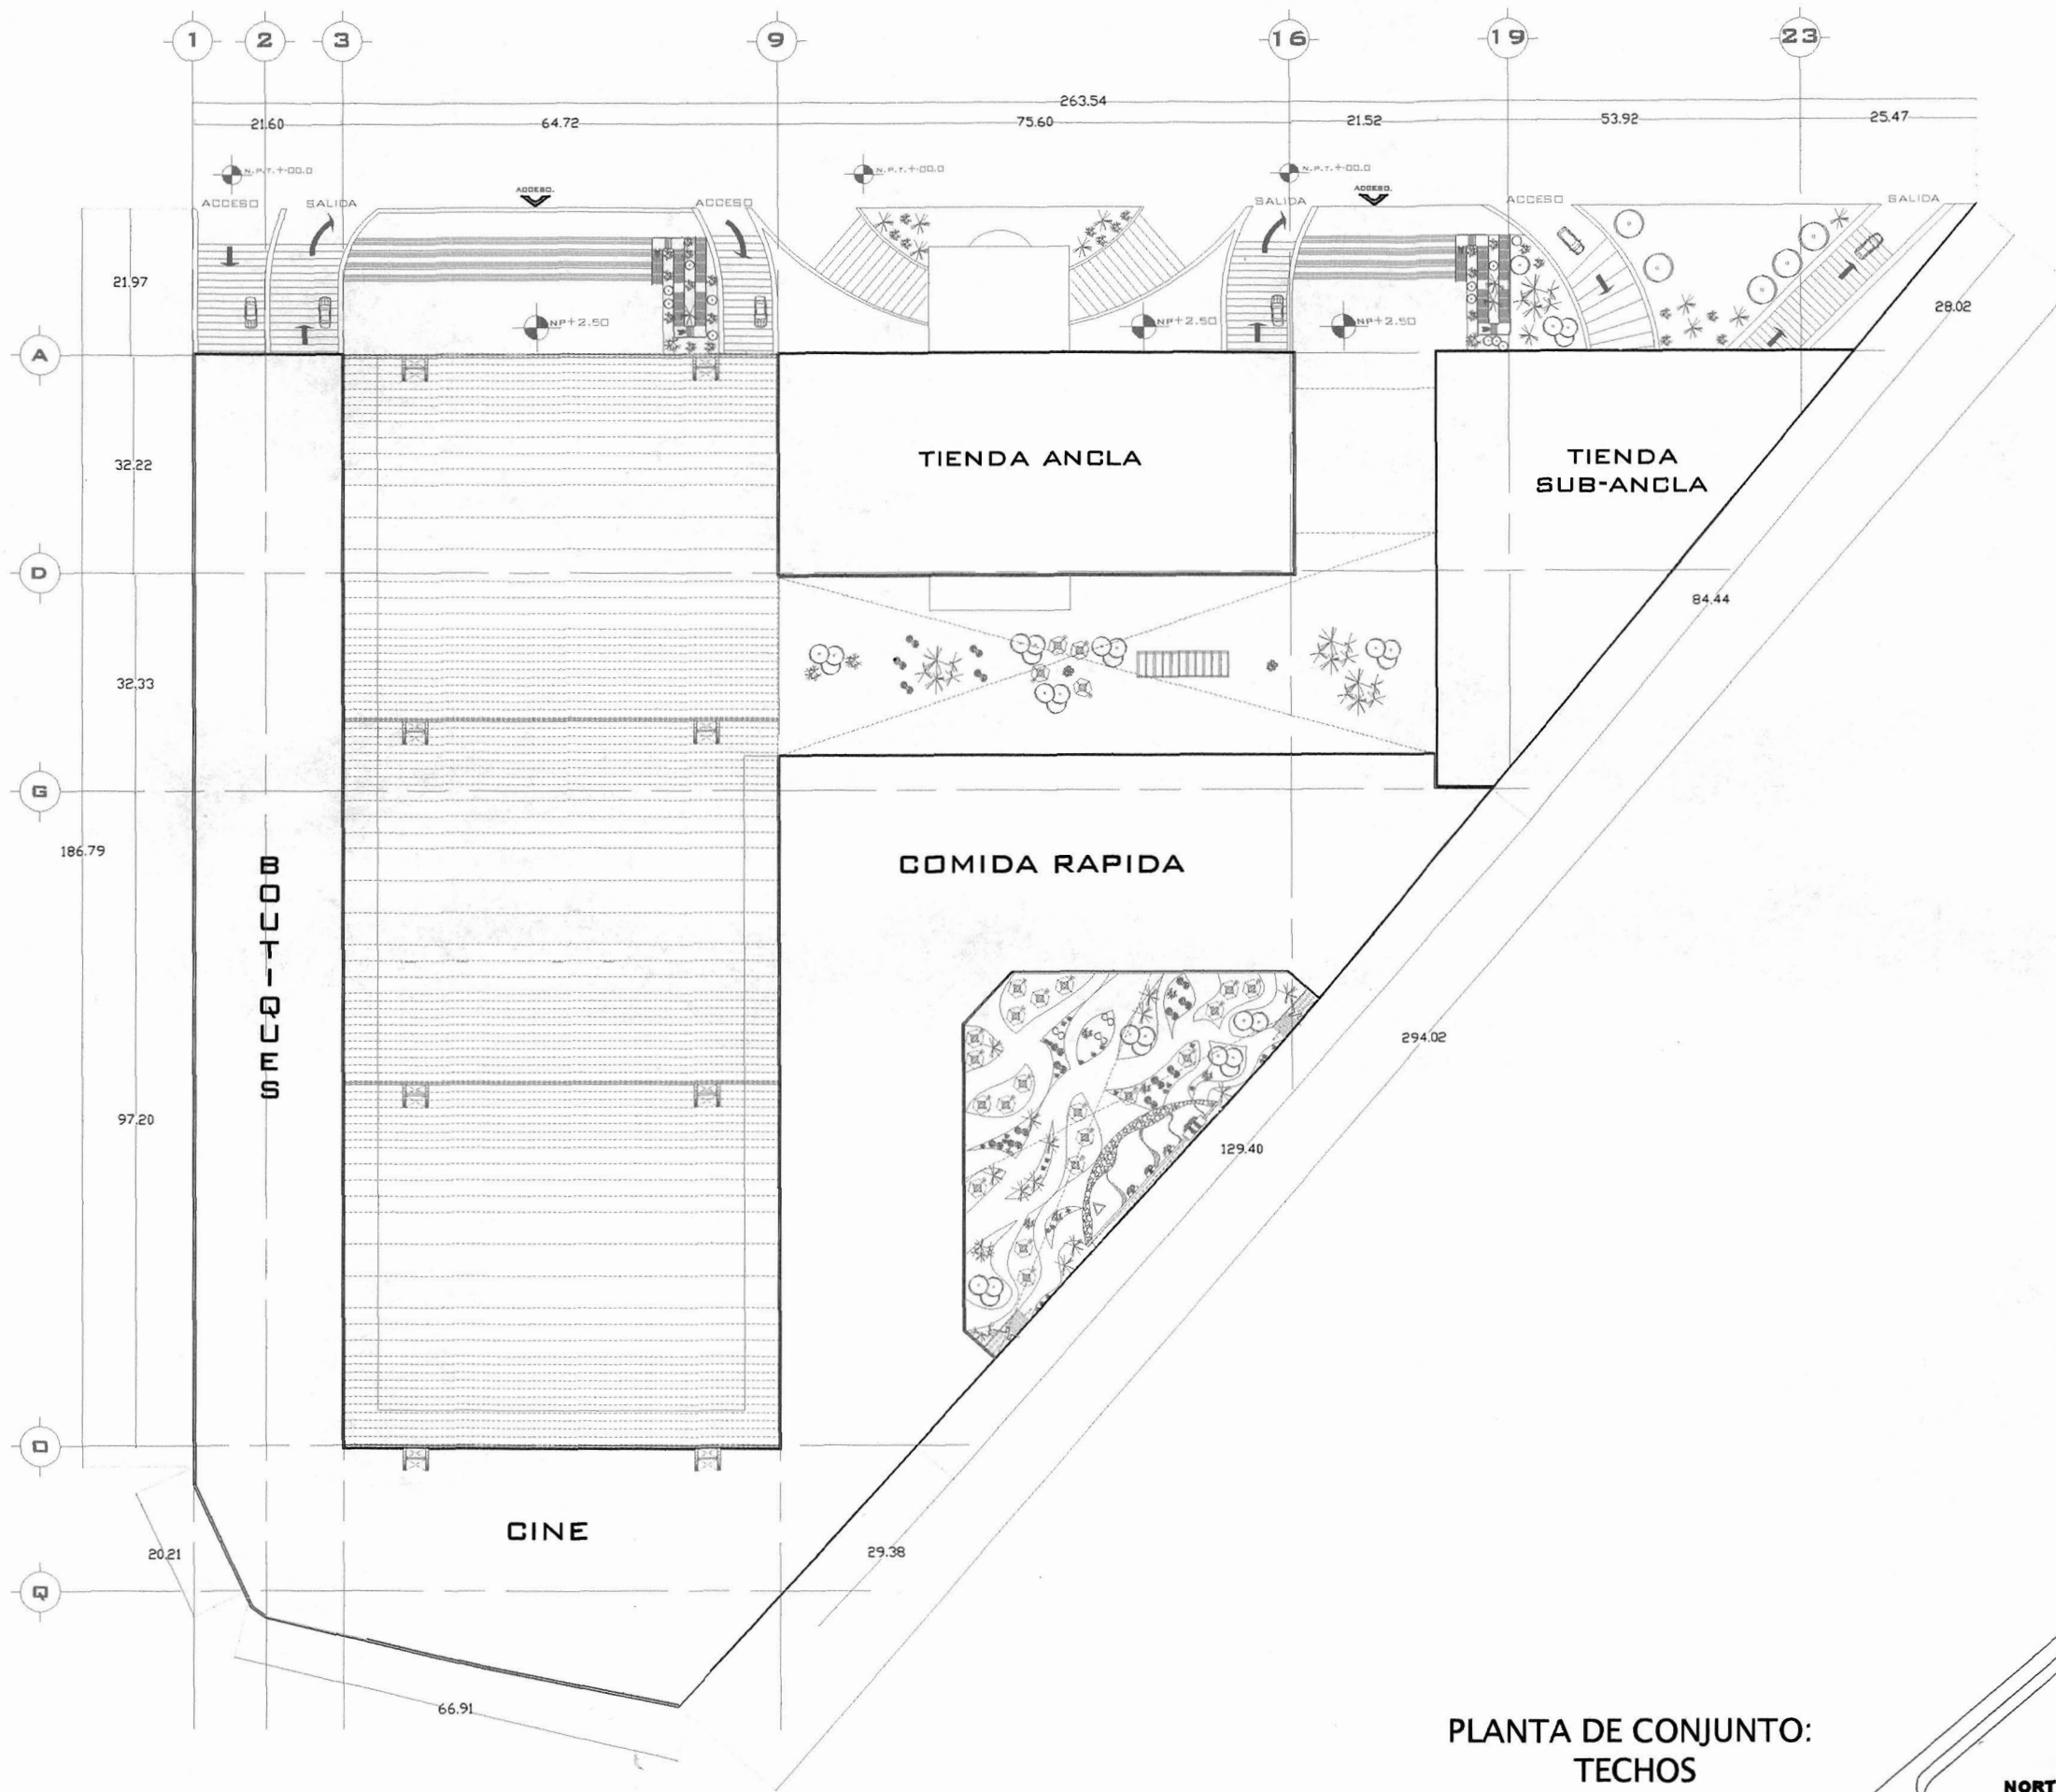 1 2 3 9 16 19 23
263.54
21.60 64.72 75.60 21.52 53.92 25.47
N.P.T.+-00.0 N.P.T.+-00.0 N.P.T.+-00.0
ACCESO SALIDA ACCESO. ACCESO SALIDA ACCESO. ACCESO SALIDA
21.97
28.02
NP+2.50 NP+2.50 NP+2.50
A
TIENDA ANCLA
TIENDA
SUB-ANCLA
32.22
D
84.44
32.33
G
186.79
COMIDA RAPIDA
BOUTIQUES
294.02
97.20
129.40
O
CINE
20.21
29.38
Q
66.91
PLANTA DE CONJUNTO:
TECHOS
NORT